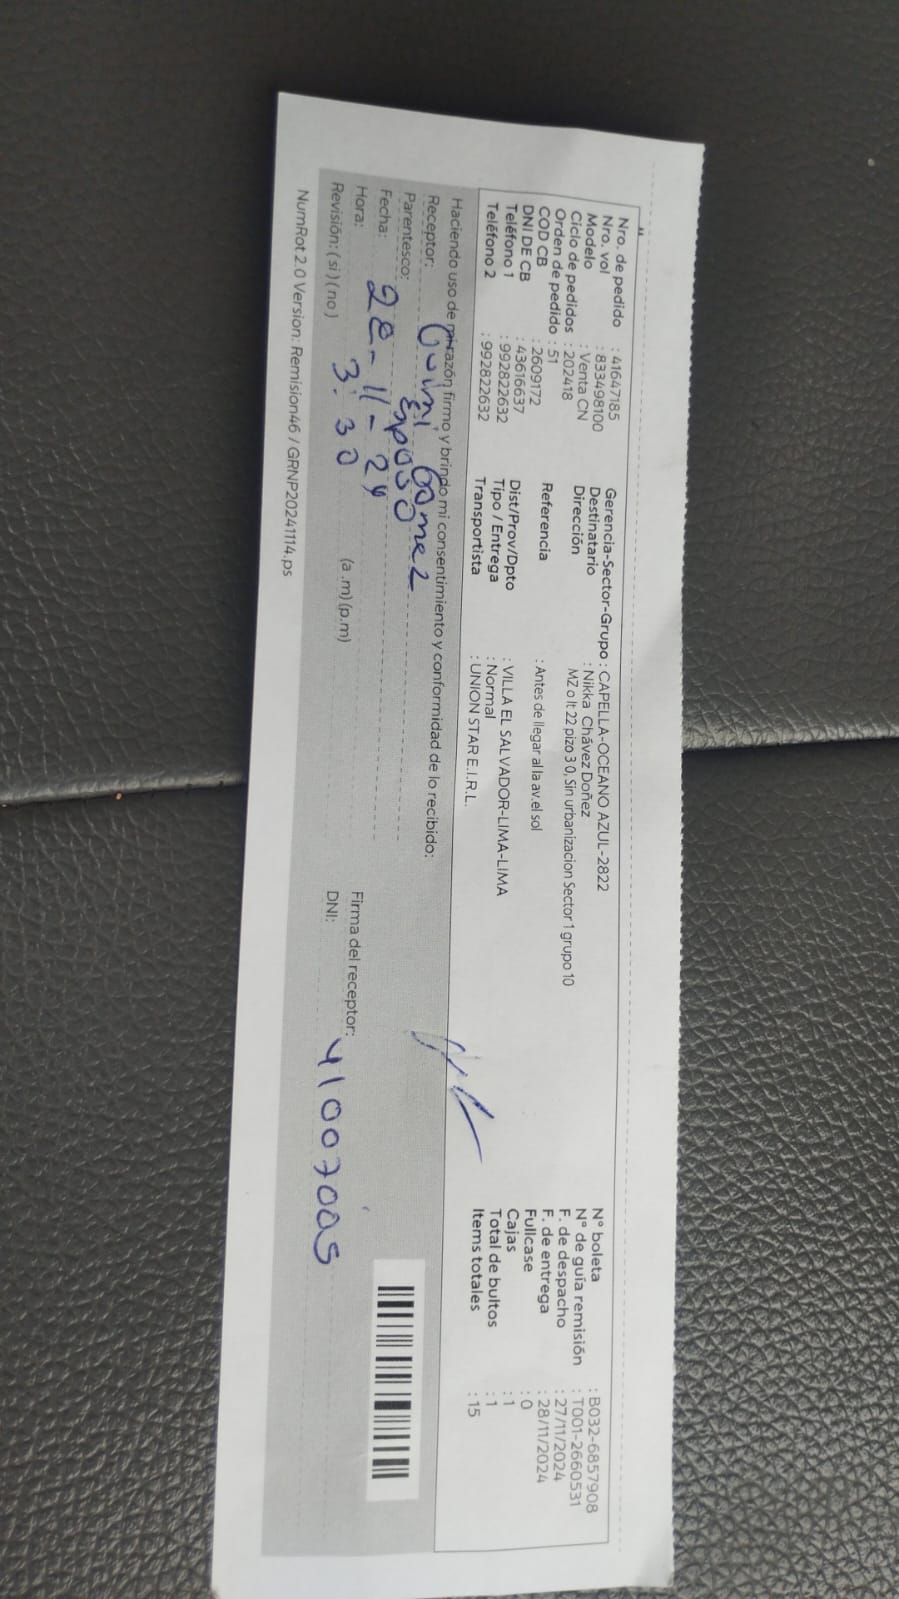 Nro. de pedido : 41647185
Nro. vol : 833498100
Modelo : Venta CN
Ciclo de pedidos : 202418
Orden de pedido : 51
COD CB : 2609172
DNI DE CB : 43616637
Teléfono 1 : 992822632
Teléfono 2 : 992822632
Gerencia-Sector-Grupo : CAPELLA-OCEANO AZUL-2822
Destinatario : Nikka Chávez Doñez
Dirección MZ o lt 22 pizo 3 0, Sin urbanizacion Sector 1 grupo 10
Referencia : Antes de llegar al la av.el sol
Dist/Prov/Dpto : VILLA EL SALVADOR-LIMA-LIMA
Tipo / Entrega : Normal
Transportista : UNION STAR E.I.R.L.
N° boleta : B032-6857908
N° de guía remisión : T001-2660531
F. de despacho : 27/11/2024
F. de entrega : 28/11/2024
Fullcase : 0
Cajas : 1
Total de bultos : 1
Items totales : 15
Haciendo uso de mi razón firmo y brindo mi consentimiento y conformidad de lo recibido:
Receptor: Gomez
Parentesco: Esposo
Fecha: 28-11-24
Hora: 3:30 (a .m) (p.m)
Revisión: ( si ) ( no )
Firma del receptor:
DNI: 41007005
NumRot 2.0 Version: Remision46 / GRNP20241114.ps